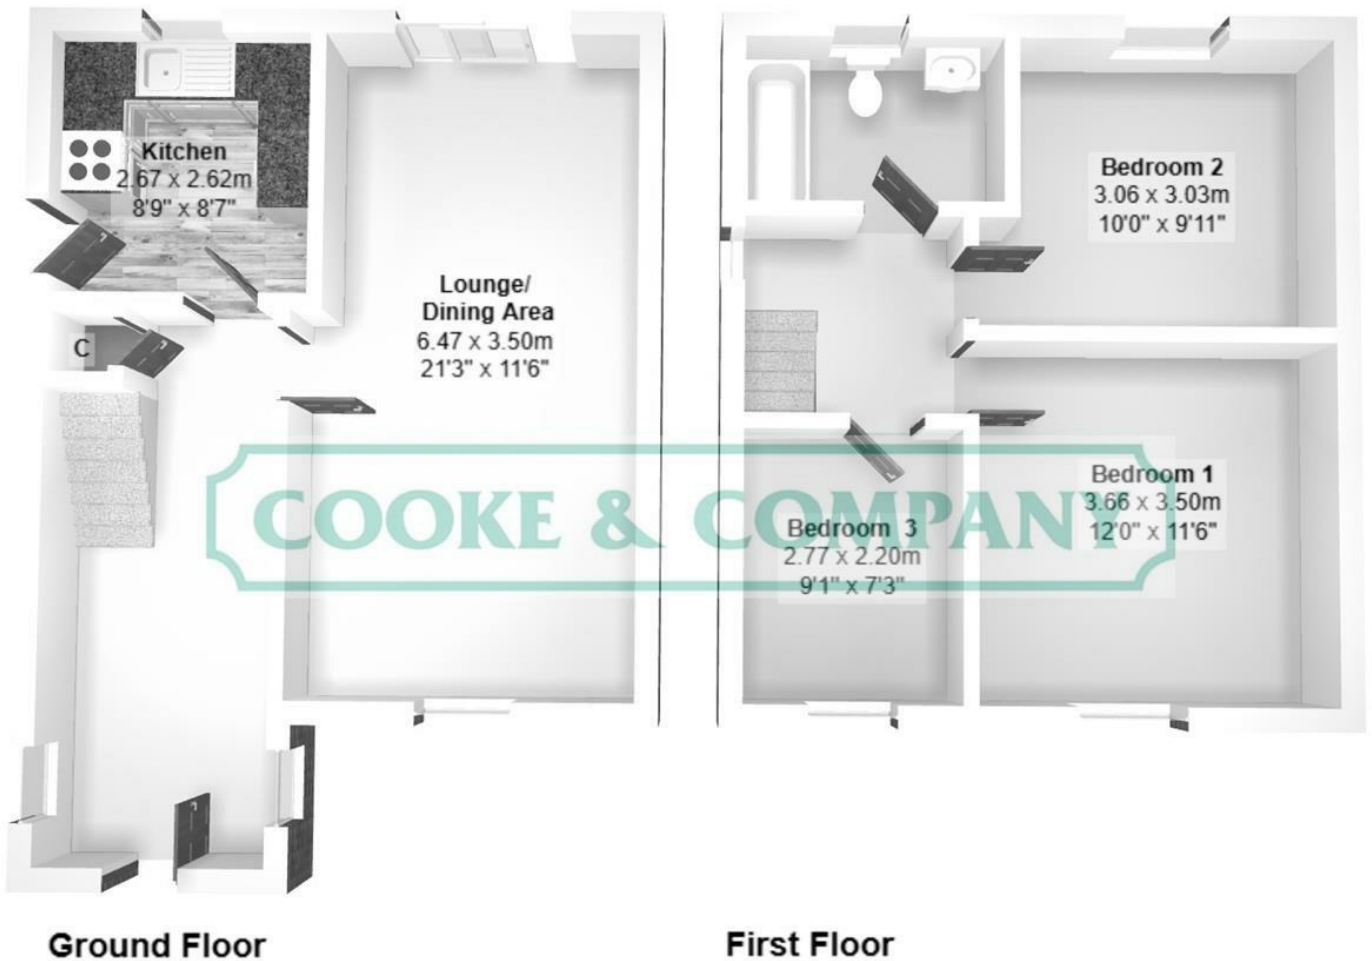 Kitchen
2.67 x 2.62m
8'9" x 8'7"
Lounge/
Dining Area
6.47 x 3.50m
21'3" x 11'6"
C
Bedroom 2
3.06 x 3.03m
10'0" x 9'11"
Bedroom 1
3.66 x 3.50m
12'0" x 11'6"
Bedroom 3
2.77 x 2.20m
9'1" x 7'3"
COOKE & COMPANY
Ground Floor
First Floor